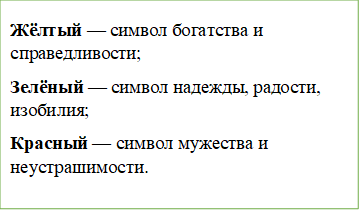 Жёлтый — символ богатства и
справедливости;
Зелёный — символ надежды, радости,
изобилия;
Красный — символ мужества и
неустрашимости.